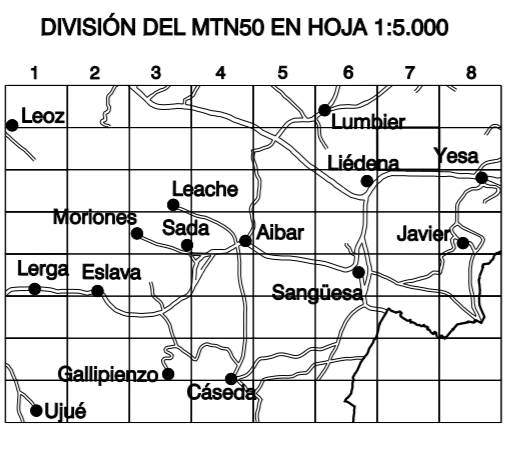 DIVISIÓN DEL MTN50 EN HOJA 1:5.000
1 2 3 4 5 6 7 8
Leoz
Lumbier
Liédena
Yesa
Leache
Moriones
Sada
Aibar
Javier
Lerga
Eslava
Sangüesa
Gallipienzo
Cáseda
Ujué